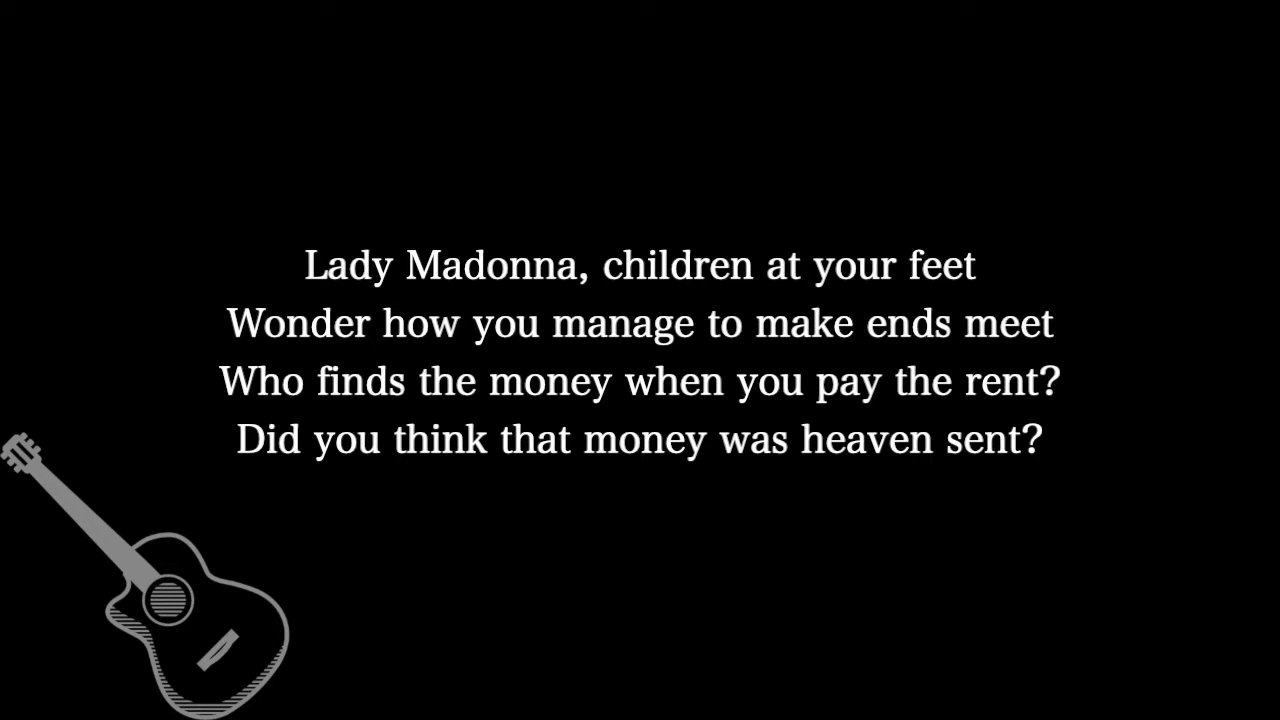 Lady Madonna, children at your feet
Wonder how you manage to make ends meet
Who finds the money when you pay the rent?
Did you think that money was heaven sent?